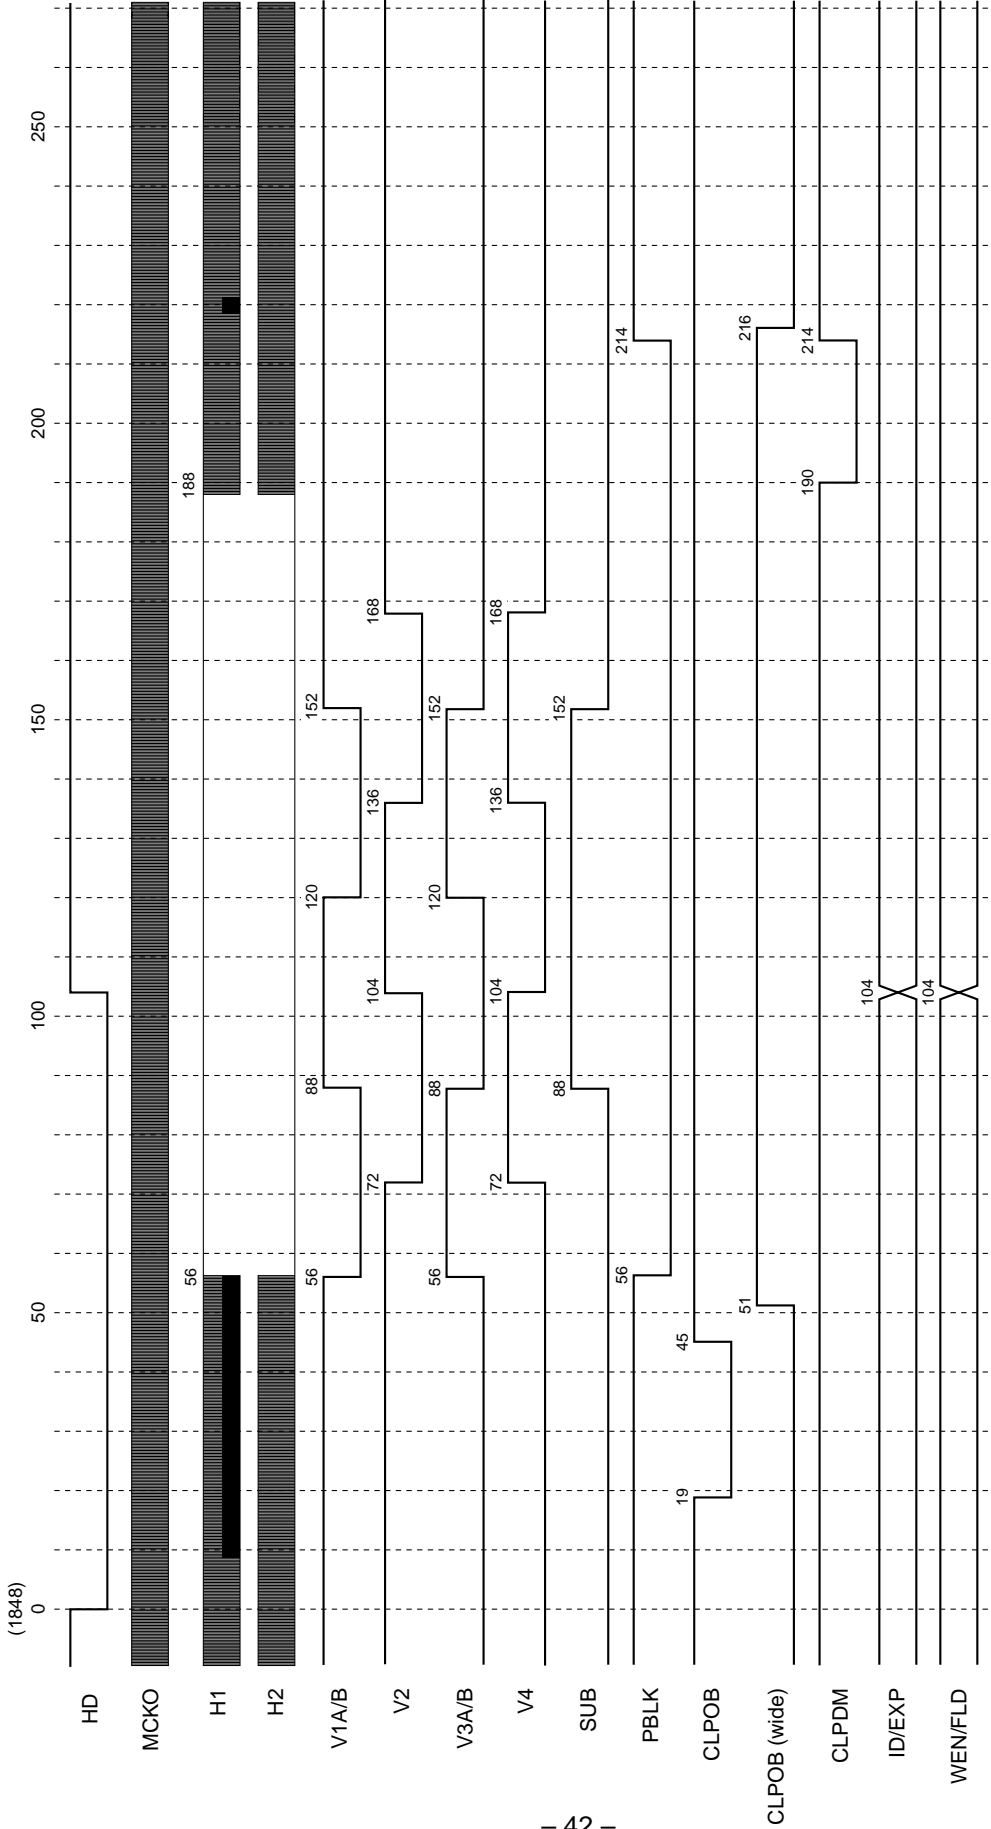 (1848)
0
50
100
150
200
250
HD
MCKO
H1
56
188
H2
V1A/B
56
88
120
152
V2
72
104
136
168
V3A/B
56
88
120
152
V4
72
104
136
168
SUB
88
152
PBLK
56
214
CLPOB
19
45
CLPOB (wide)
51
216
CLPDM
190
214
ID/EXP
104
WEN/FLD
104
– 42 –